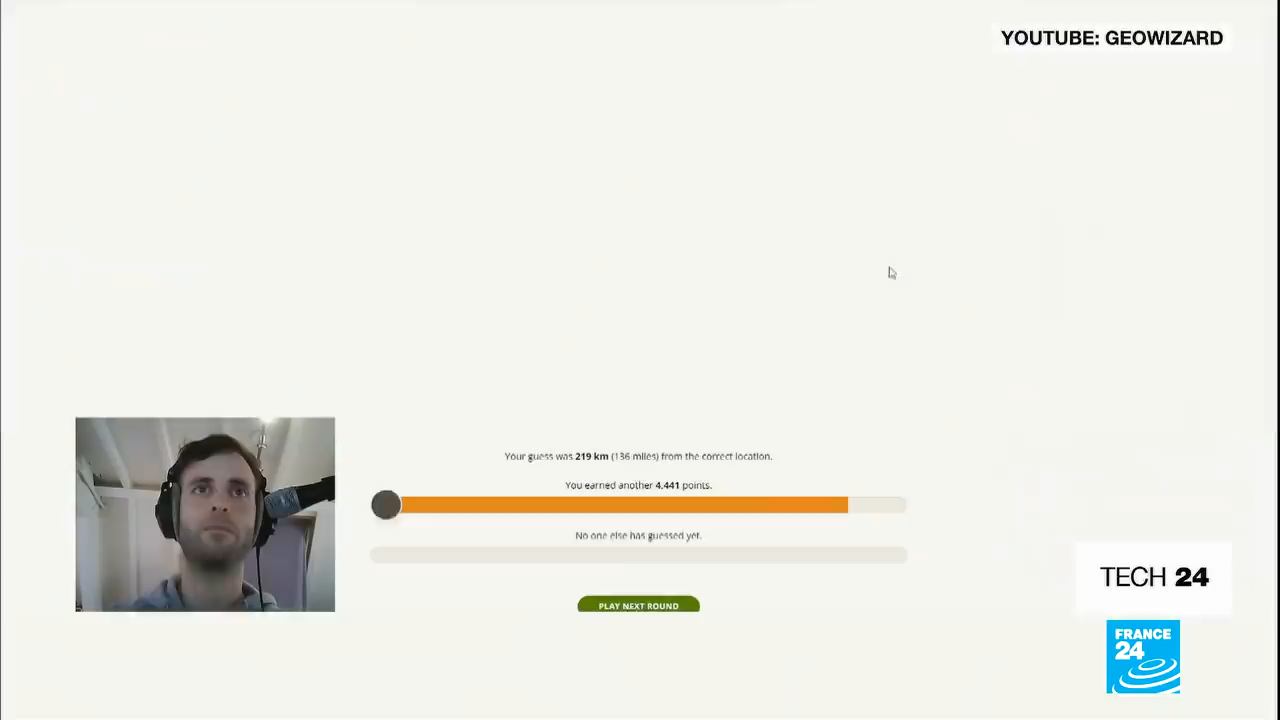 YOUTUBE: GEOWIZARD
Your guess was 219 km (136 miles) from the correct location.
You earned another 4,441 points.
No one else has guessed yet.
PLAY NEXT ROUND
TECH 24
FRANCE
24